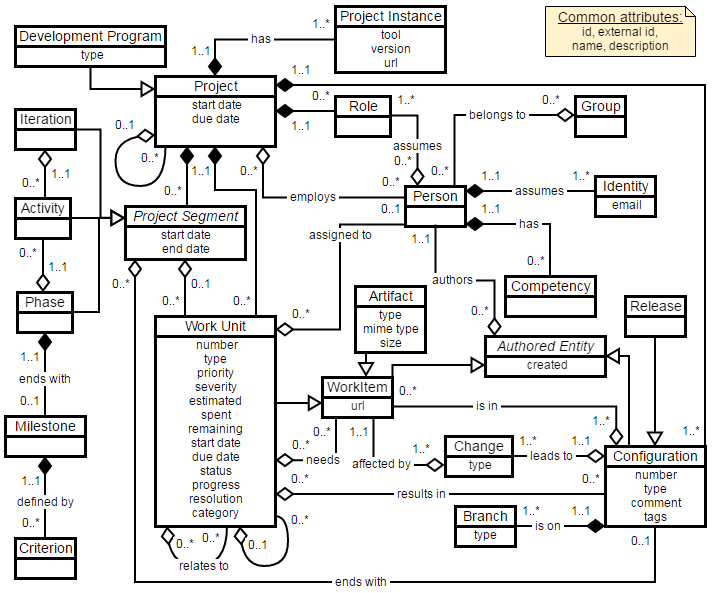 Project Instance
tool
version
url
Common attributes:
id, external id,
name, description
Development Program
type
has
1..*
1..1
Project
start date
due date
1..1
1..1
0..*
Role
1..*
assumes
0..*
belongs to
0..*
Group
Iteration
0..1
0..*
0..*
1..1
Activity
0..*
1..1
0..*
employs
0..*
0..1
Person
1..1
assumes
1..*
Identity
email
1..1
has
0..*
Competency
Project Segment
start date
end date
assigned to
1..1
authors
0..*
0..*
1..1
0..*
0..1
0..*
0..*
Phase
1..1
ends with
0..1
Milestone
1..1
defined by
0..*
Criterion
Work Unit
number
type
priority
severity
estimated
spent
remaining
start date
due date
status
progress
resolution
category
Artifact
type
mime type
size
Authored Entity
created
Release
WorkItem
url
0..*
is in
1..*
1..*
0..*
1..1
0..*
needs
affected by
1..*
Change
type
1..*
leads to
1..1
0..*
results in
0..*
Configuration
number
type
comment
tags
Branch
type
1..*
is on
1..1
0..1
0..*
0..*
relates to
0..1
0..*
ends with